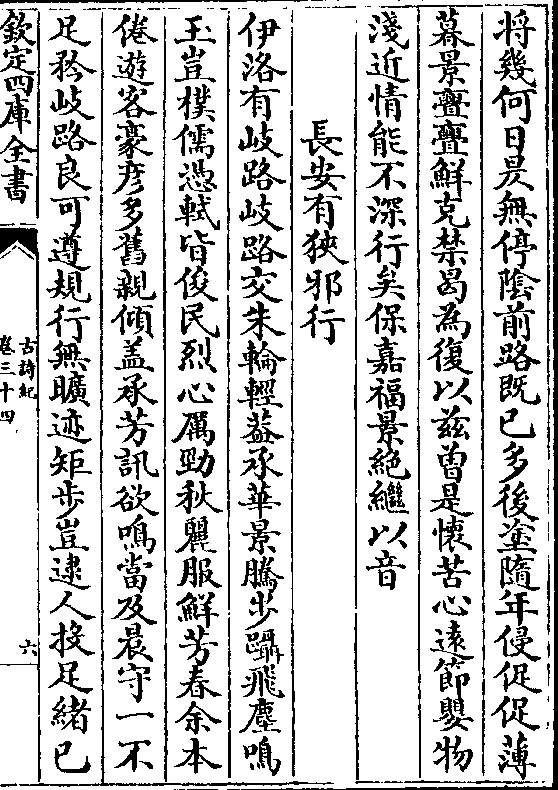 将幾何日昃無停陰前路既已多後塗隨年侵促促薄
暮景亹亹鮮克禁曷為復以兹曽是懐苦心逺節嬰物
淺近情能不深行矣保嘉福景絶繼以音
長安有狹邪行
伊洛有岐路岐路交朱輪輕葢承華景騰歩躡飛塵鳴
玉豈樸儒憑軾皆俊民烈心厲勁秋麗服鮮芳春余本
倦遊客豪彦多舊親傾盖承芳訊欲鳴當及晨守一不
足矜岐路良可遵規行無曠迹矩歩豈逮人投足緒已
欽定四庫全書
古詩紀
卷三十四
六